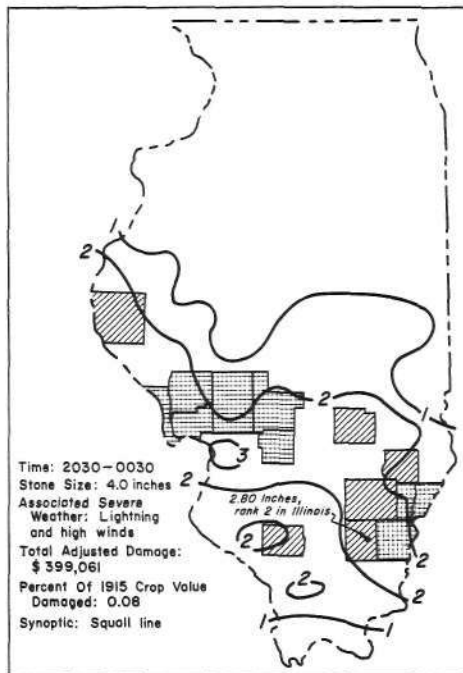 1
2
2
1
3
2
2.80 Inches,
rank 2 in Illinois
2
2
2
2
1
1
Time: 2030-0030
Stone Size: 4.0 inches
Associated Severe
Weather: Lightning
and high winds
Total Adjusted Damage:
$ 399,061
Percent Of 1915 Crop Value
Damaged: 0.08
Synoptic: Squall line